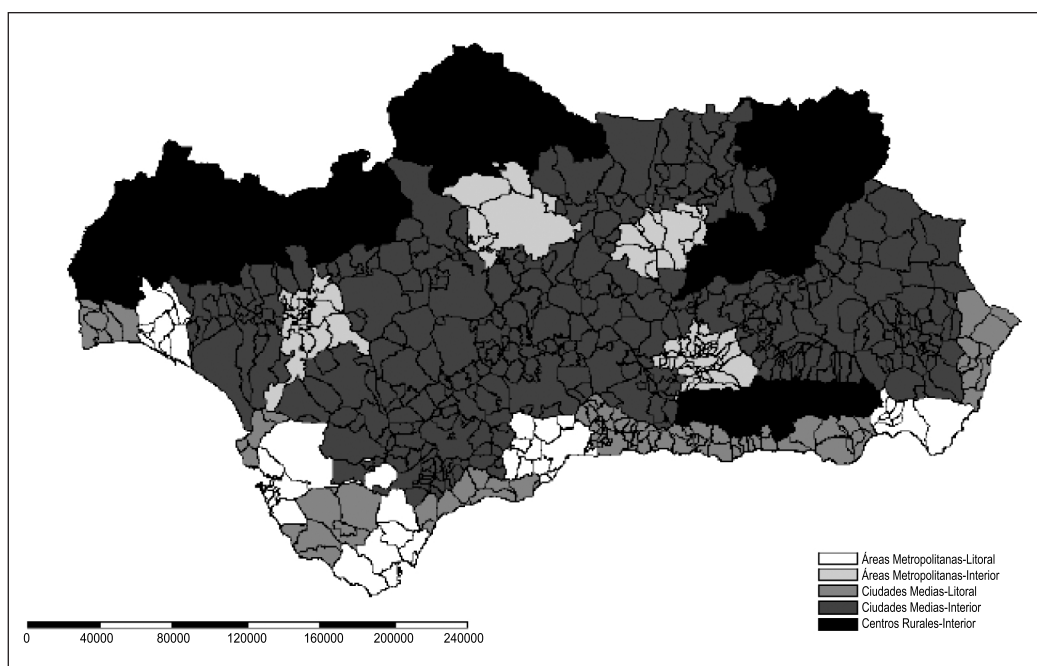 Áreas Metropolitanas-Litoral
Áreas Metropolitanas-Interior
Ciudades Medias-Litoral
Ciudades Medias-Interior
Centros Rurales-Interior
0 40000 80000 120000 160000 200000 240000